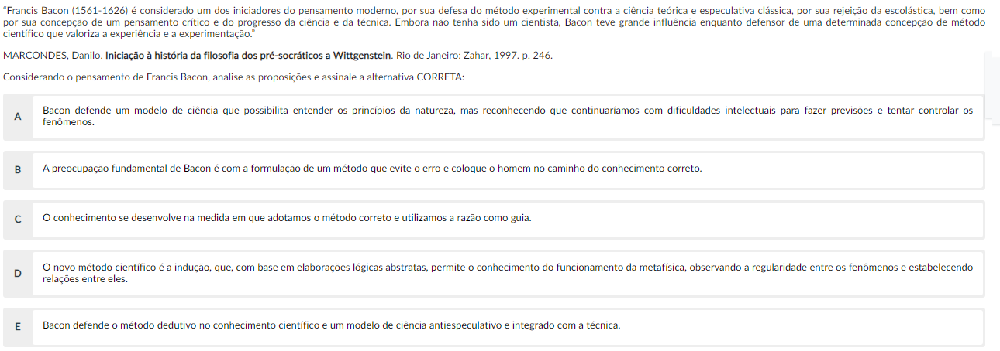 "Francis Bacon (1561-1626) é considerado um dos iniciadores do pensamento moderno, por sua defesa do método experimental contra a ciência teórica e especulativa clássica, por sua rejeição da escolástica, bem como
por sua concepção de um pensamento crítico e do progresso da ciência e da técnica. Embora não tenha sido um cientista, Bacon teve grande influência enquanto defensor de uma determinada concepção de método
científico que valoriza a experiência e a experimentação."
MARCONDES, Danilo. Iniciação à história da filosofia dos pré-socráticos a Wittgenstein. Rio de Janeiro: Zahar, 1997. p. 246.
Considerando o pensamento de Francis Bacon, analise as proposições e assinale a alternativa CORRETA:
A Bacon defende um modelo de ciência que possibilita entender os princípios da natureza, mas reconhecendo que continuaríamos com dificuldades intelectuais para fazer previsões e tentar controlar os
fenômenos.
B A preocupação fundamental de Bacon é com a formulação de um método que evite o erro e coloque o homem no caminho do conhecimento correto.
C O conhecimento se desenvolve na medida em que adotamos o método correto e utilizamos a razão como guia.
D O novo método científico é a indução, que, com base em elaborações lógicas abstratas, permite o conhecimento do funcionamento da metafísica, observando a regularidade entre os fenômenos e estabelecendo
relações entre eles.
E Bacon defende o método dedutivo no conhecimento científico e um modelo de ciência antiespeculativo e integrado com a técnica.